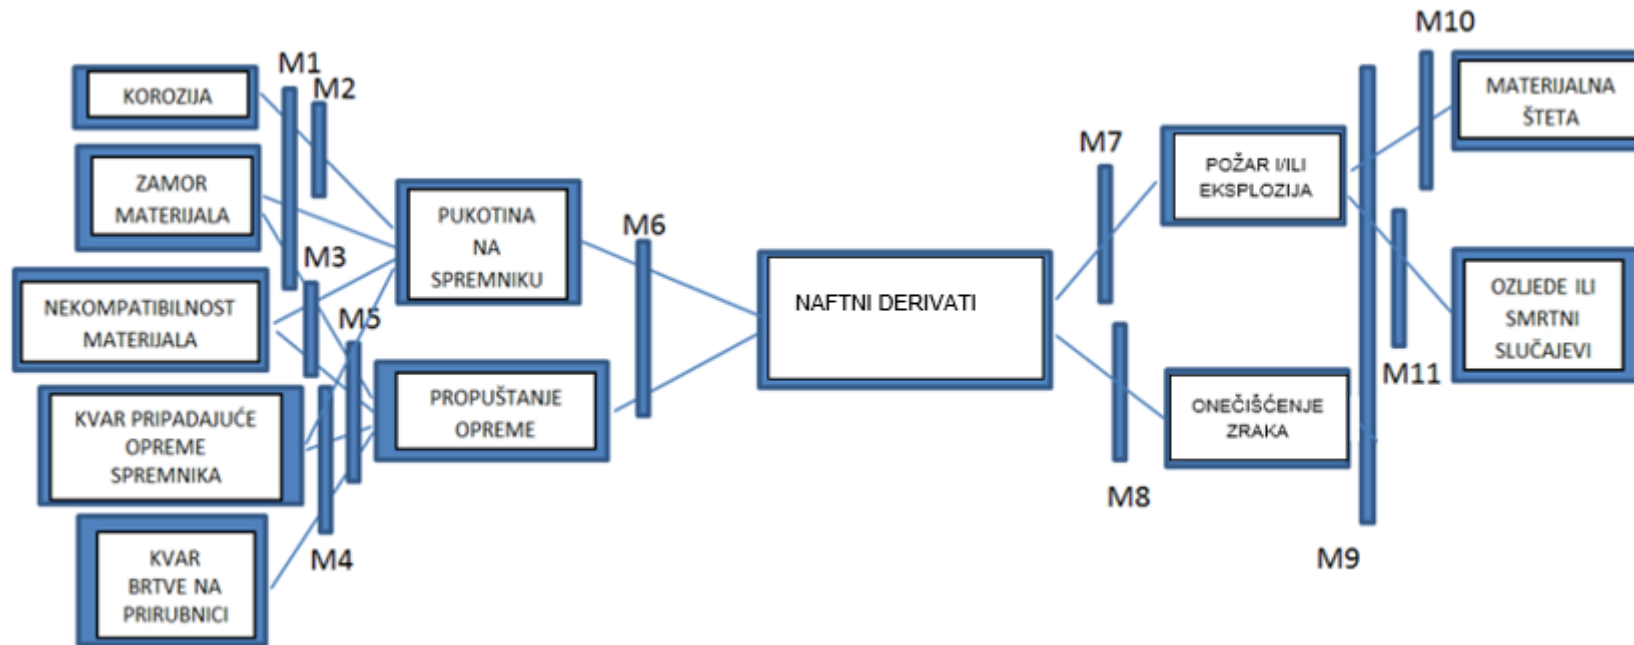 KOROZIJA
ZAMOR
MATERIJALA
NEKOMPATIBILNOST
MATERIJALA
KVAR PRIPADAJUĆE
OPREME
SPREMNIKA
KVAR
BRTVE NA
PRIRUBNICI
M1
M2
M3
M5
M4
PUKOTINA
NA
SPREMNIKU
PROPUŠTANJE
OPREME
M6
NAFTNI DERIVATI
M7
M8
POŽAR I/ILI
EKSPLOZIJA
ONEČIŠĆENJE
ZRAKA
M9
M10
M11
MATERIJALNA
ŠTETA
OZLJEDE ILI
SMRTNI
SLUČAJEVI